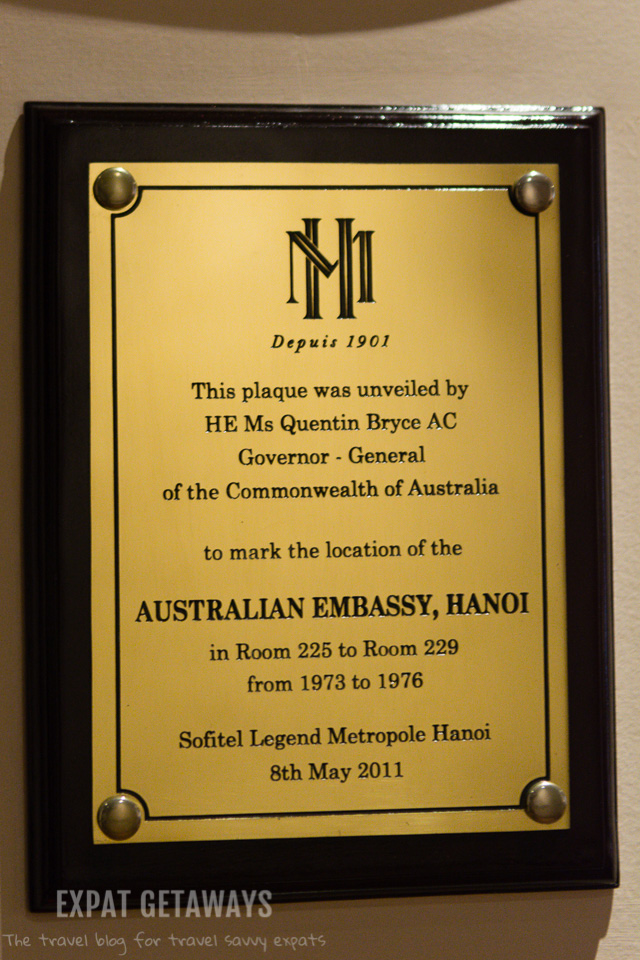 MH
Depuis 1901
This plaque was unveiled by
HE Ms Quentin Bryce AC
Governor - General
of the Commonwealth of Australia
to mark the location of the
AUSTRALIAN EMBASSY, HANOI
in Room 225 to Room 229
from 1973 to 1976
Sofitel Legend Metropole Hanoi
8th May 2011
EXPAT GETAWAYS
The travel blog for travel savvy expats